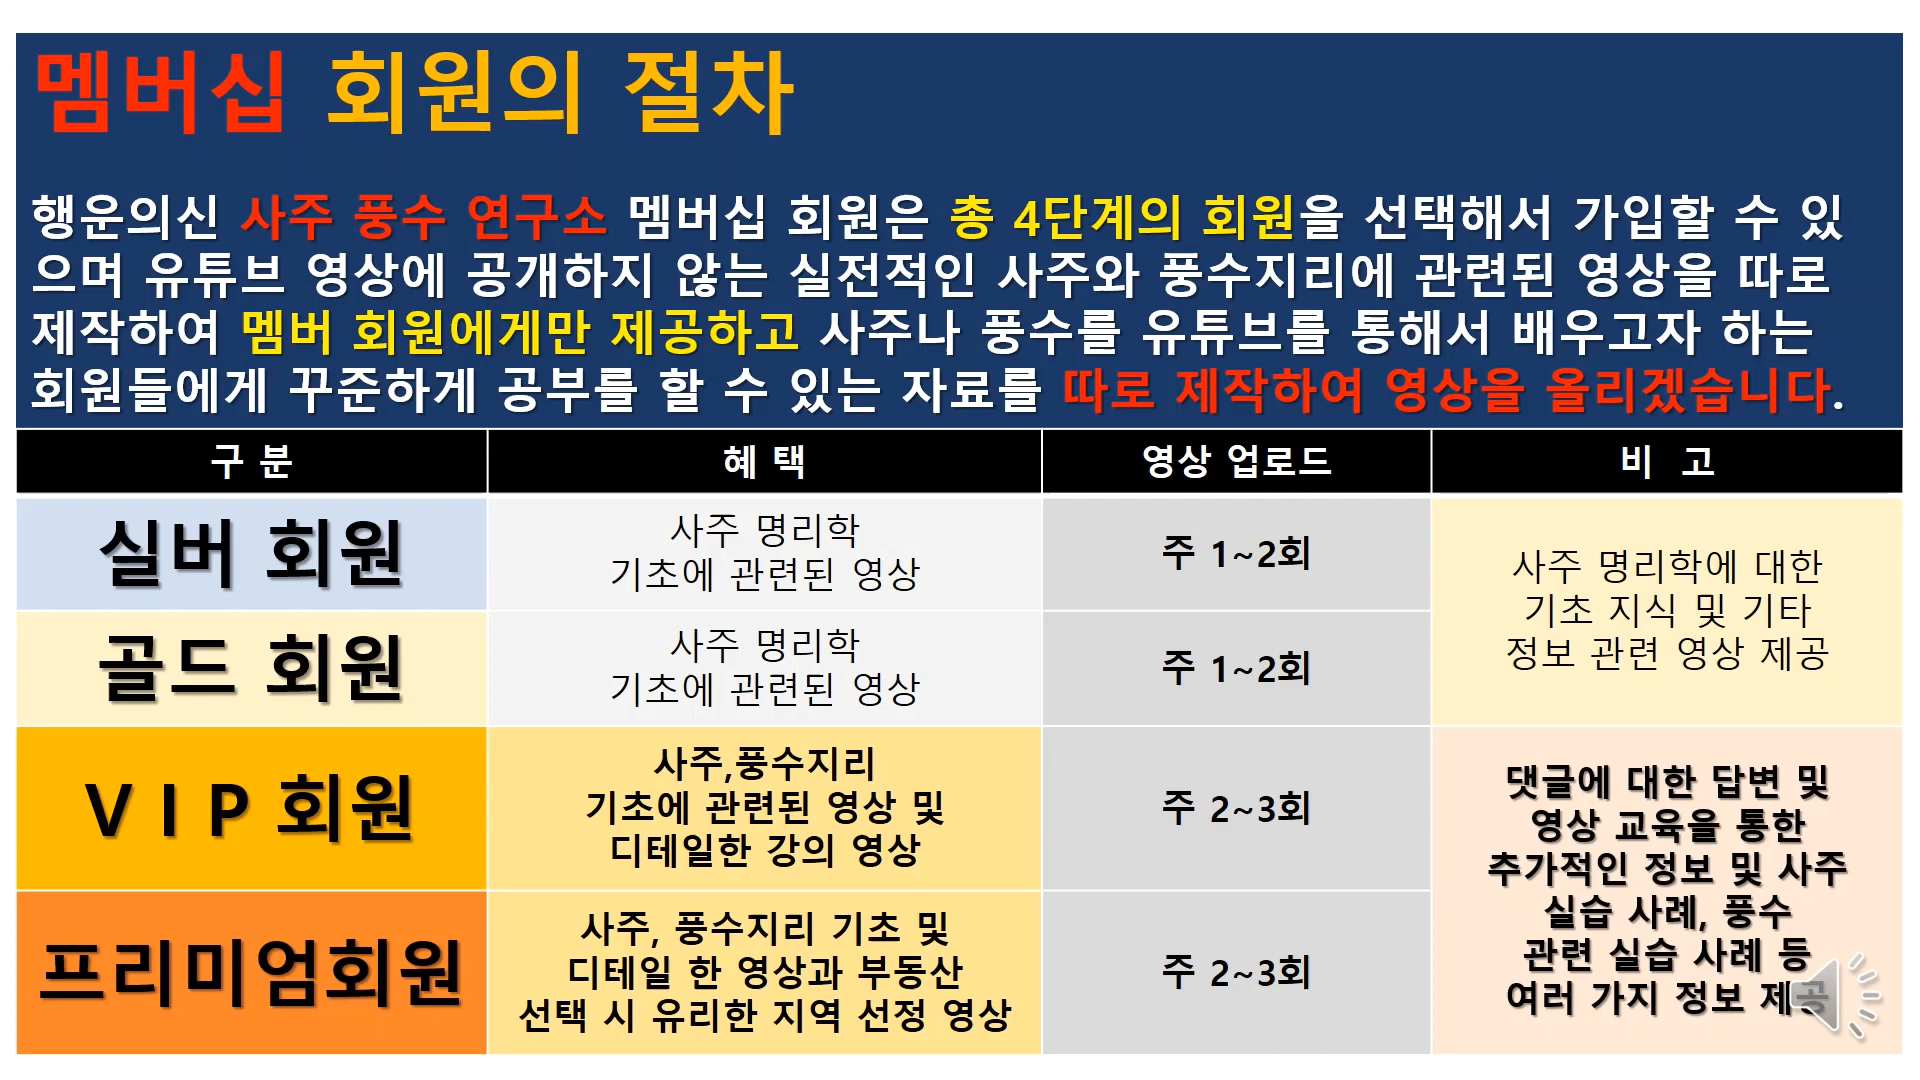 멤버십 회원의 절차
행운의신 사주 풍수 연구소 멤버십 회원은 총 4단계의 회원을 선택해서 가입할 수 있
으며 유튜브 영상에 공개하지 않는 실전적인 사주와 풍수지리에 관련된 영상을 따로
제작하여 멤버 회원에게만 제공하고 사주나 풍수를 유튜브를 통해서 배우고자 하는
회원들에게 꾸준하게 공부를 할 수 있는 자료를 따로 제작하여 영상을 올리겠습니다.
구 분 혜 택 영상 업로드 비 고
실버 회원
사주 명리학
기초에 관련된 영상
주 1~2회
사주 명리학에 대한
기초 지식 및 기타
정보 관련 영상 제공
골드 회원
사주 명리학
기초에 관련된 영상
주 1~2회
V I P 회원
사주,풍수지리
기초에 관련된 영상 및
디테일한 강의 영상
주 2~3회
댓글에 대한 답변 및
영상 교육을 통한
추가적인 정보 및 사주
실습 사례, 풍수
관련 실습 사례 등
여러 가지 정보 제공
프리미엄회원
사주, 풍수지리 기초 및
디테일 한 영상과 부동산
선택 시 유리한 지역 선정 영상
주 2~3회